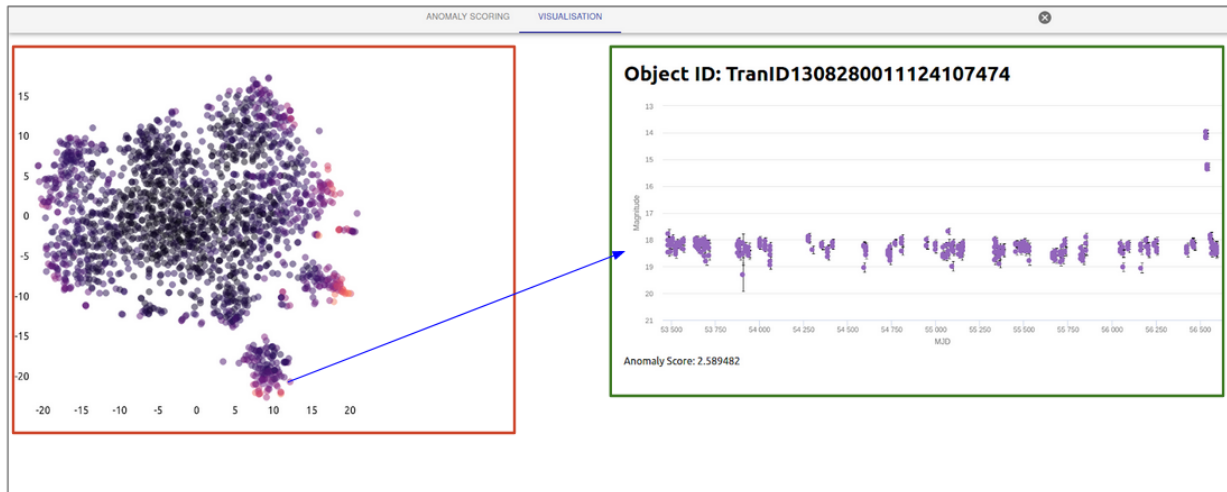 ANOMALY SCORING VISUALISATION
15
10
5
0
-5
-10
-15
-20
-20 -15 -10 -5 0 5 10 15 20
Object ID: TranID1308280011124107474
13
14
15
16
17
18
19
20
21
Magnitude
53 500 53 750 54 000 54 250 54 500 54 750 55 000 55 250 55 500 55 750 56 000 56 250 56 500
MJD
Anomaly Score: 2.589482